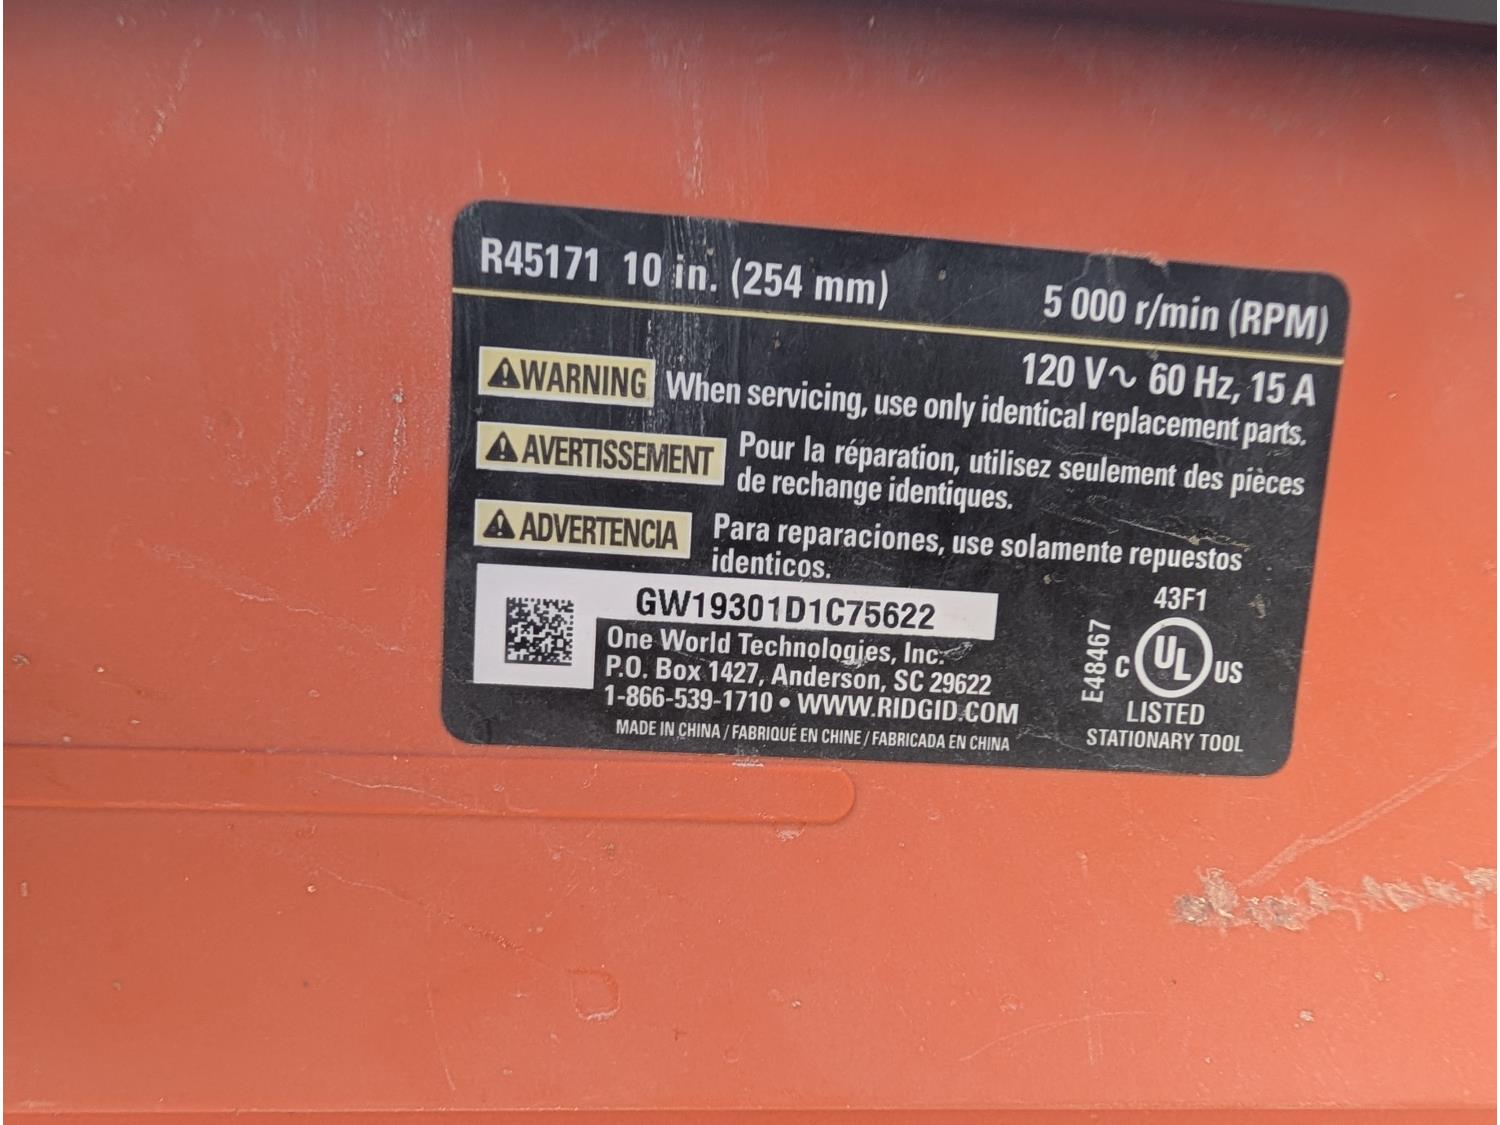 R45171 10 in. (254 mm) 5 000 r/min (RPM)
120 V~ 60 Hz, 15 A
⚠WARNING When servicing, use only identical replacement parts.
⚠AVERTISSEMENT Pour la réparation, utilisez seulement des pièces
de rechange identiques.
⚠ADVERTENCIA Para reparaciones, use solamente repuestos
identicos.
GW19301D1C75622
One World Technologies, Inc.
P.O. Box 1427, Anderson, SC 29622
1-866-539-1710 • WWW.RIDGID.COM
MADE IN CHINA / FABRIQUÉ EN CHINE / FABRICADA EN CHINA
43F1
E48467
C UL US
LISTED
STATIONARY TOOL